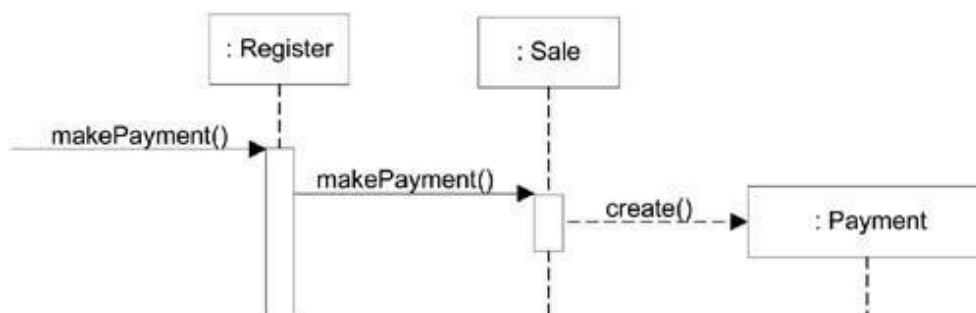 : Register
: Sale
makePayment()
makePayment()
create()
: Payment